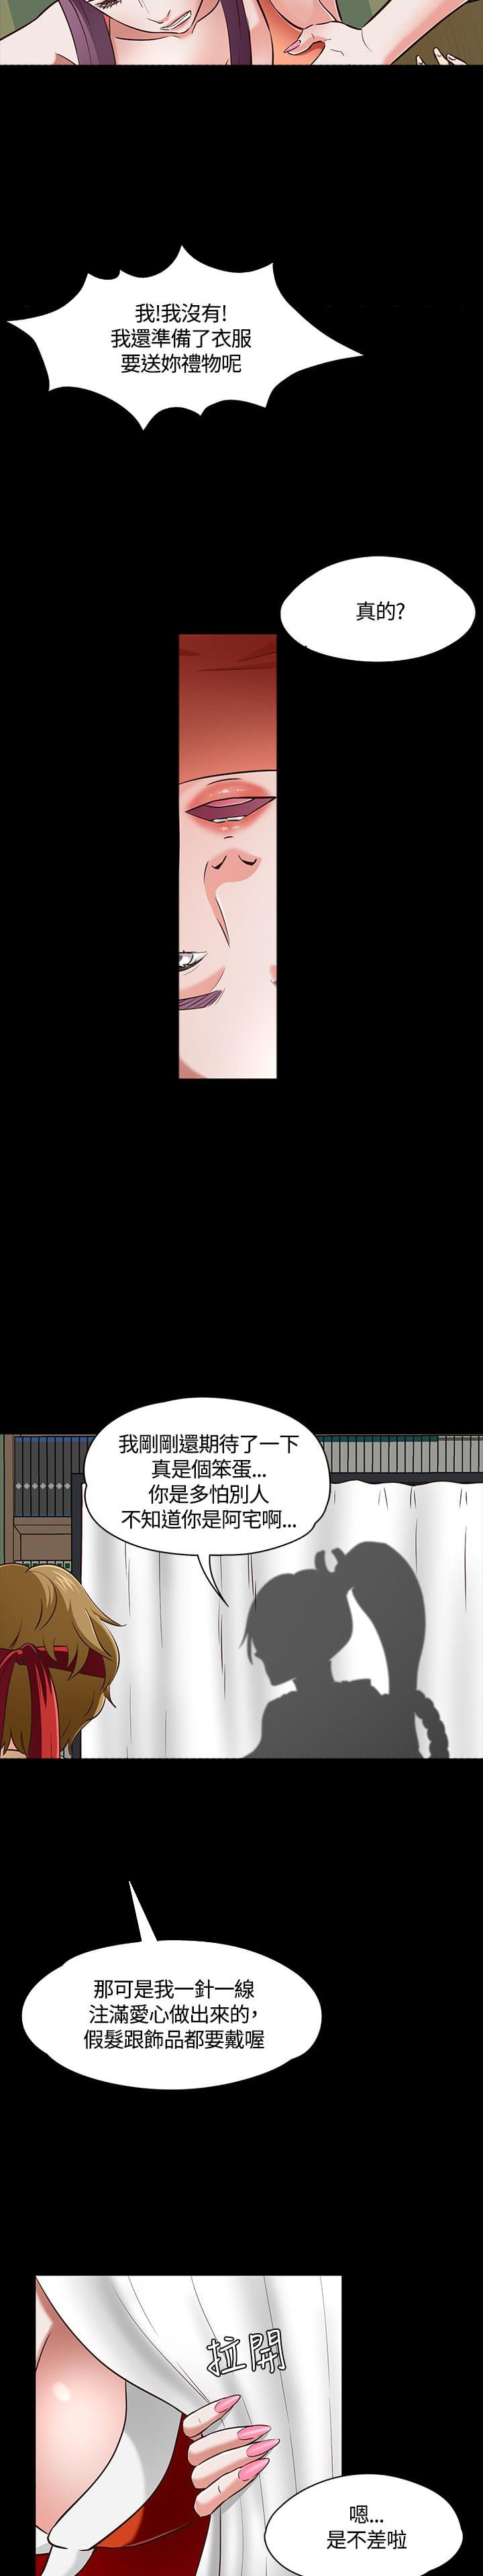 我!我沒有!
我還準備了衣服
要送妳禮物呢
真的?
我剛剛還期待了一下
真是個笨蛋...
你是多怕別人
不知道你是阿宅啊...
那可是我一針一線
注滿愛心做出來的,
假髮跟飾品都要戴喔
拉開
嗯...
是不差啦